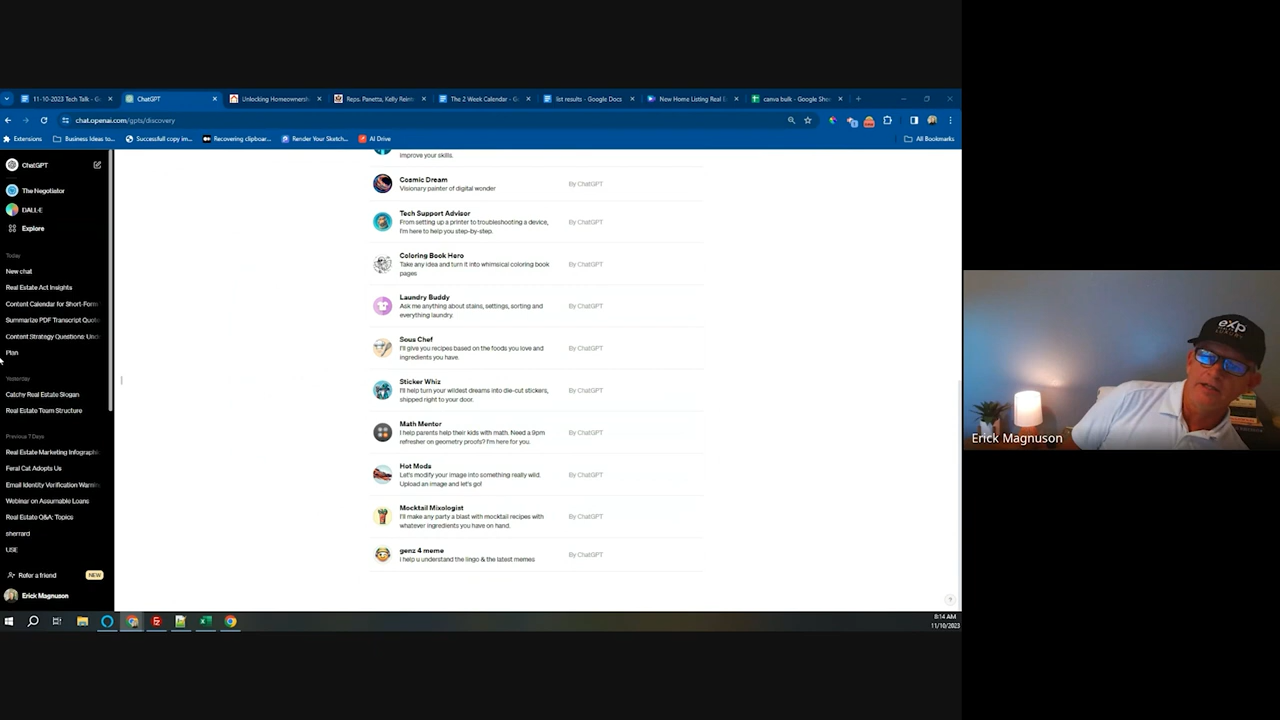 11-10-2023 Tech Talk - G
ChatGPT
Unlocking Homeownersh
Reps. Panetta, Kelly Rein
The 2 Week Calendar - G
list results - Google Docs
New Home Listing Real E
canva bulk - Google She
chat.openai.com/gpts/discovery
Extensions
Business Ideas to...
Successfull copy im...
Recovering clipboar...
Render Your Sketch...
AI Drive
All Bookmarks
ChatGPT
The Negotiator
DALL·E
Explore
Today
New chat
Real Estate Act Insights
Content Calendar for Short-Form
Summarize PDF Transcript Quot
Content Strategy Questions: Un
Plan
Yesterday
Catchy Real Estate Slogan
Real Estate Team Structure
Previous 7 Days
Real Estate Marketing Infographi
Feral Cat Adopts Us
Email Identity Verification Warni
Webinar on Assumable Loans
Real Estate Q&A: Topics
sherrard
USE
Refer a friend
NEW
Erick Magnuson
improve your skills.
Cosmic Dream
Visionary painter of digital wonder
By ChatGPT
Tech Support Advisor
From setting up a printer to troubleshooting a device,
I'm here to help you step-by-step.
By ChatGPT
Coloring Book Hero
Take any idea and turn it into whimsical coloring book
pages
By ChatGPT
Laundry Buddy
Ask me anything about stains, settings, sorting and
everything laundry.
By ChatGPT
Sous Chef
I'll give you recipes based on the foods you love and
ingredients you have.
By ChatGPT
Sticker Whiz
I'll help turn your wildest dreams into die-cut stickers,
shipped right to your door.
By ChatGPT
Math Mentor
I help parents help their kids with math. Need a 9pm
refresher on geometry proofs? I'm here for you.
By ChatGPT
Hot Mods
Let's modify your image into something really wild.
Upload an image and let's go!
By ChatGPT
Mocktail Mixologist
I'll make any party a blast with mocktail recipes with
whatever ingredients you have on hand.
By ChatGPT
genz 4 meme
i help u understand the lingo & the latest memes
By ChatGPT
?
8:14 AM
11/10/2023
exp
Erick Magnuson